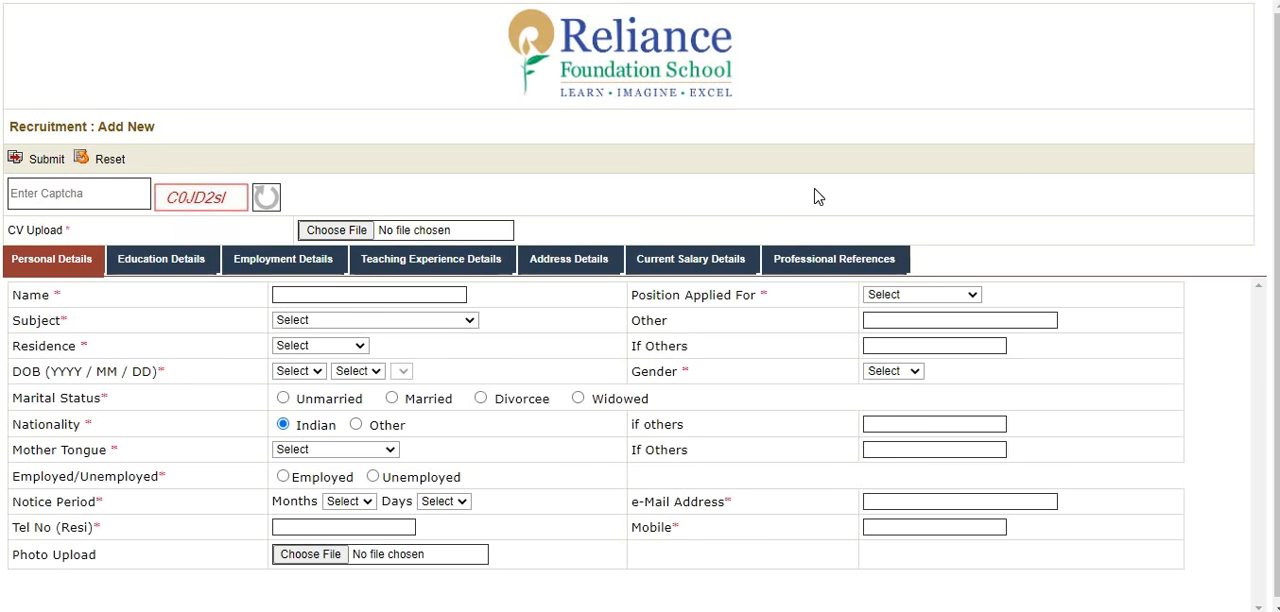 Reliance
Foundation School
LEARN • IMAGINE • EXCEL
Recruitment : Add New
Submit Reset
Enter Captcha C0JD2sI
CV Upload * Choose File No file chosen
Personal Details Education Details Employment Details Teaching Experience Details Address Details Current Salary Details Professional References
Name * Position Applied For * Select
Subject* Select Other
Residence * Select If Others
DOB (YYYY / MM / DD)* Select Select Gender * Select
Marital Status* Unmarried Married Divorcee Widowed
Nationality * Indian Other if others
Mother Tongue * Select If Others
Employed/Unemployed* Employed Unemployed
Notice Period* Months Select Days Select e-Mail Address*
Tel No (Resi)* Mobile*
Photo Upload Choose File No file chosen